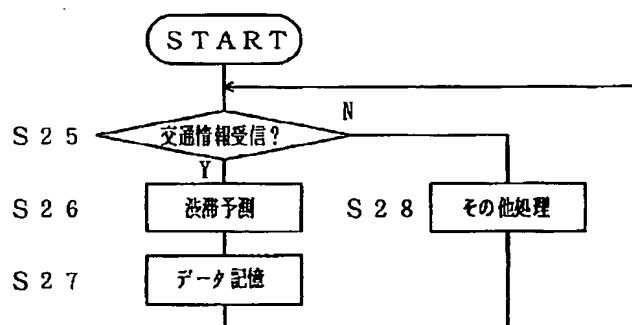 START
N
S25 交通情報受信?
Y
S26 渋滞予測 S28 その他処理
S27 データ記憶